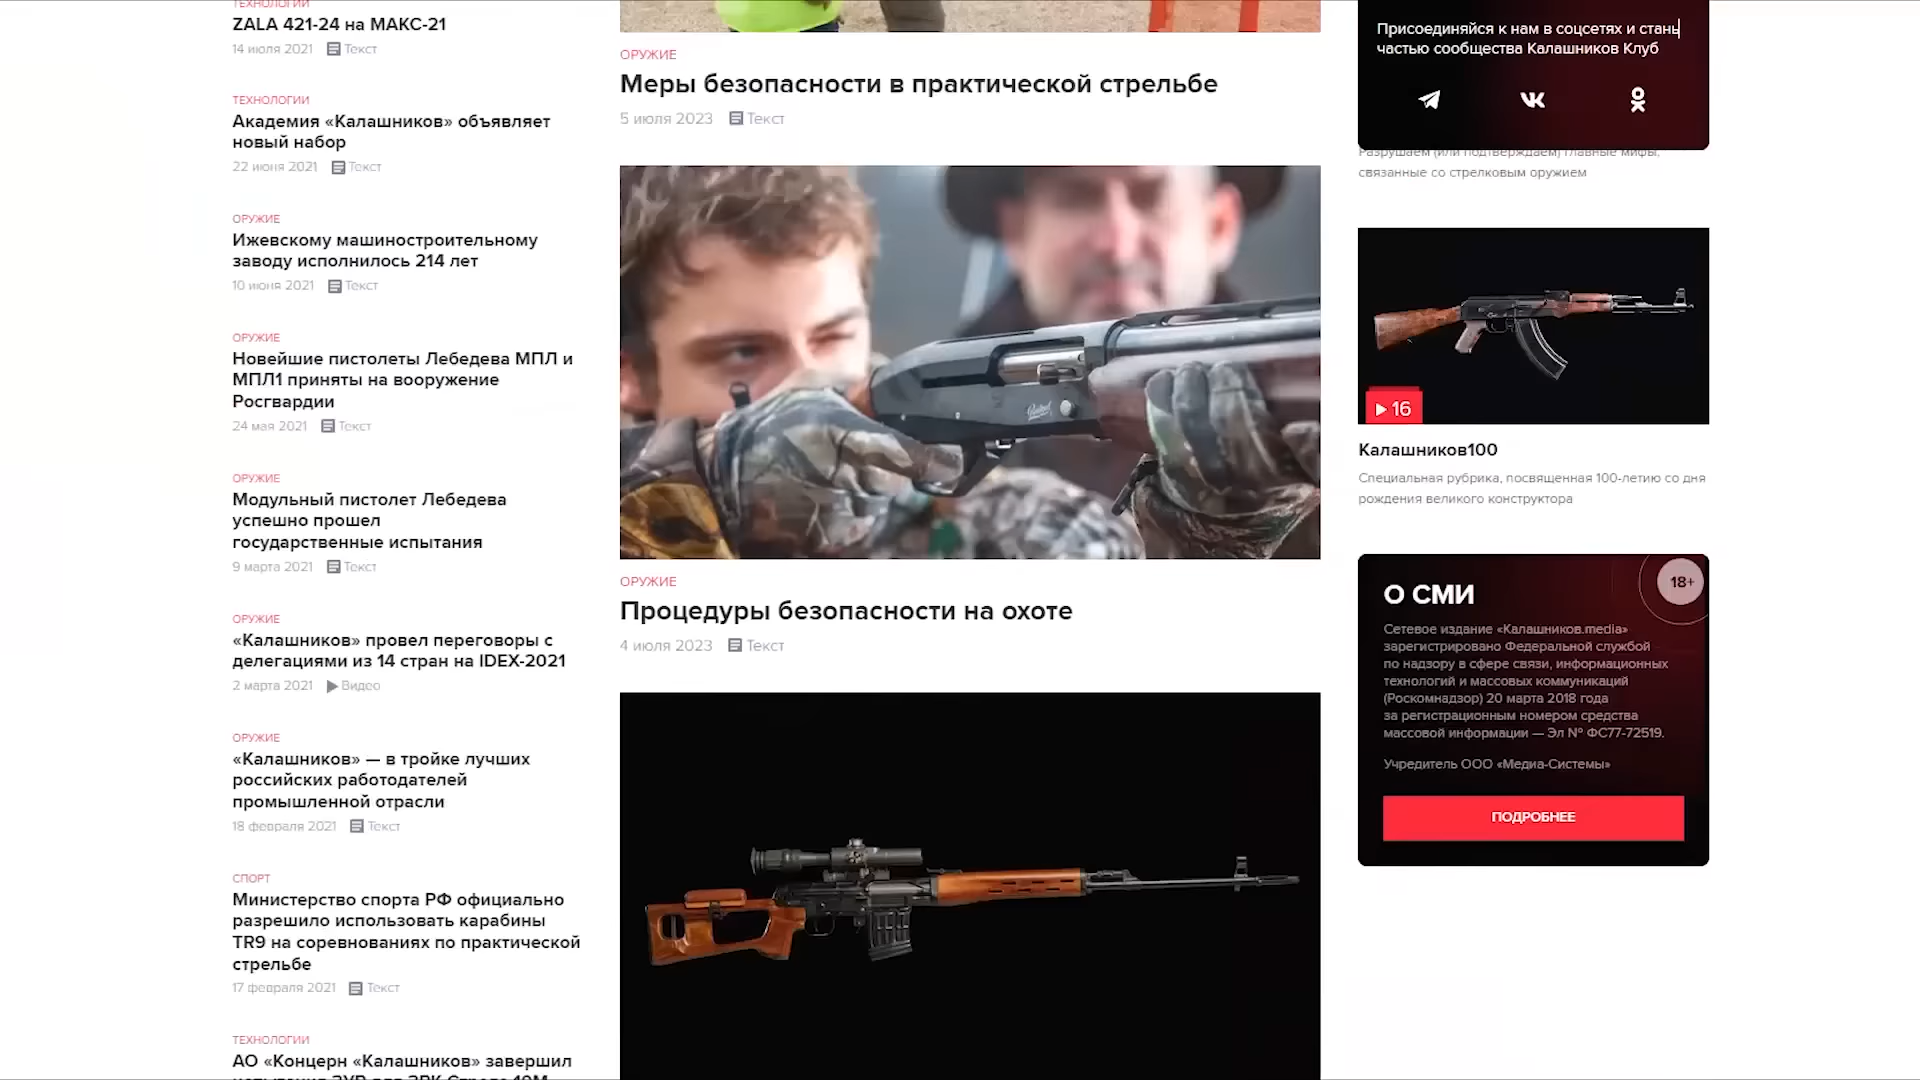 ТЕХНОЛОГИИ
ZALA 421-24 на МАКС-21
14 июля 2021 Текст
ТЕХНОЛОГИИ
Академия «Калашников» объявляет
новый набор
22 июня 2021 Текст
ОРУЖИЕ
Ижевскому машиностроительному
заводу исполнилось 214 лет
10 июня 2021 Текст
ОРУЖИЕ
Новейшие пистолеты Лебедева МПЛ и
МПЛ1 приняты на вооружение
Росгвардии
24 мая 2021 Текст
ОРУЖИЕ
Модульный пистолет Лебедева
успешно прошел
государственные испытания
9 марта 2021 Текст
ОРУЖИЕ
«Калашников» провел переговоры с
делегациями из 14 стран на IDEX-2021
2 марта 2021 Видео
ОРУЖИЕ
«Калашников» — в тройке лучших
российских работодателей
промышленной отрасли
18 февраля 2021 Текст
СПОРТ
Министерство спорта РФ официально
разрешило использовать карабины
TR9 на соревнованиях по практической
стрельбе
17 февраля 2021 Текст
ТЕХНОЛОГИИ
АО «Концерн «Калашников» завершил
ОРУЖИЕ
Меры безопасности в практической стрельбе
5 июля 2023 Текст
ОРУЖИЕ
Процедуры безопасности на охоте
4 июля 2023 Текст
Присоединяйся к нам в соцсетях и стань
частью сообщества Калашников Клуб
Разрушаем (или подтверждаем) главные мифы,
связанные со стрелковым оружием
16
Калашников100
Специальная рубрика, посвященная 100-летию со дня
рождения великого конструктора
18+
О СМИ
Сетевое издание «Калашников.media»
зарегистрировано Федеральной службой
по надзору в сфере связи, информационных
технологий и массовых коммуникаций
(Роскомнадзор) 20 марта 2018 года
за регистрационным номером средства
массовой информации — Эл № ФС77-72519.
Учредитель ООО «Медиа-Системы»
ПОДРОБНЕЕ